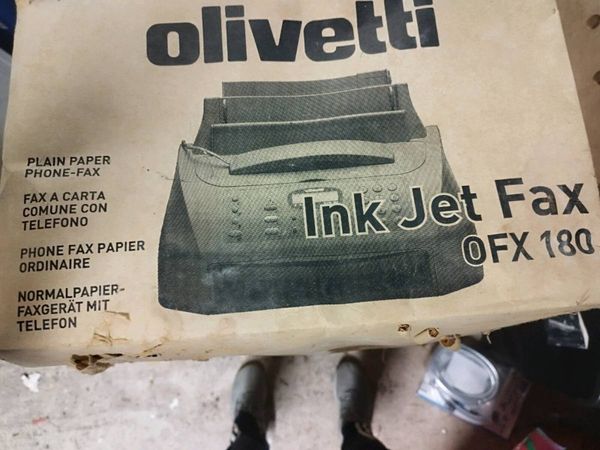 olivetti
PLAIN PAPER
PHONE-FAX
FAX A CARTA
COMUNE CON
TELEFONO
PHONE FAX PAPIER
ORDINAIRE
NORMALPAPIER-
FAXGERÄT MIT
TELEFON
Ink Jet Fax
OFX 180